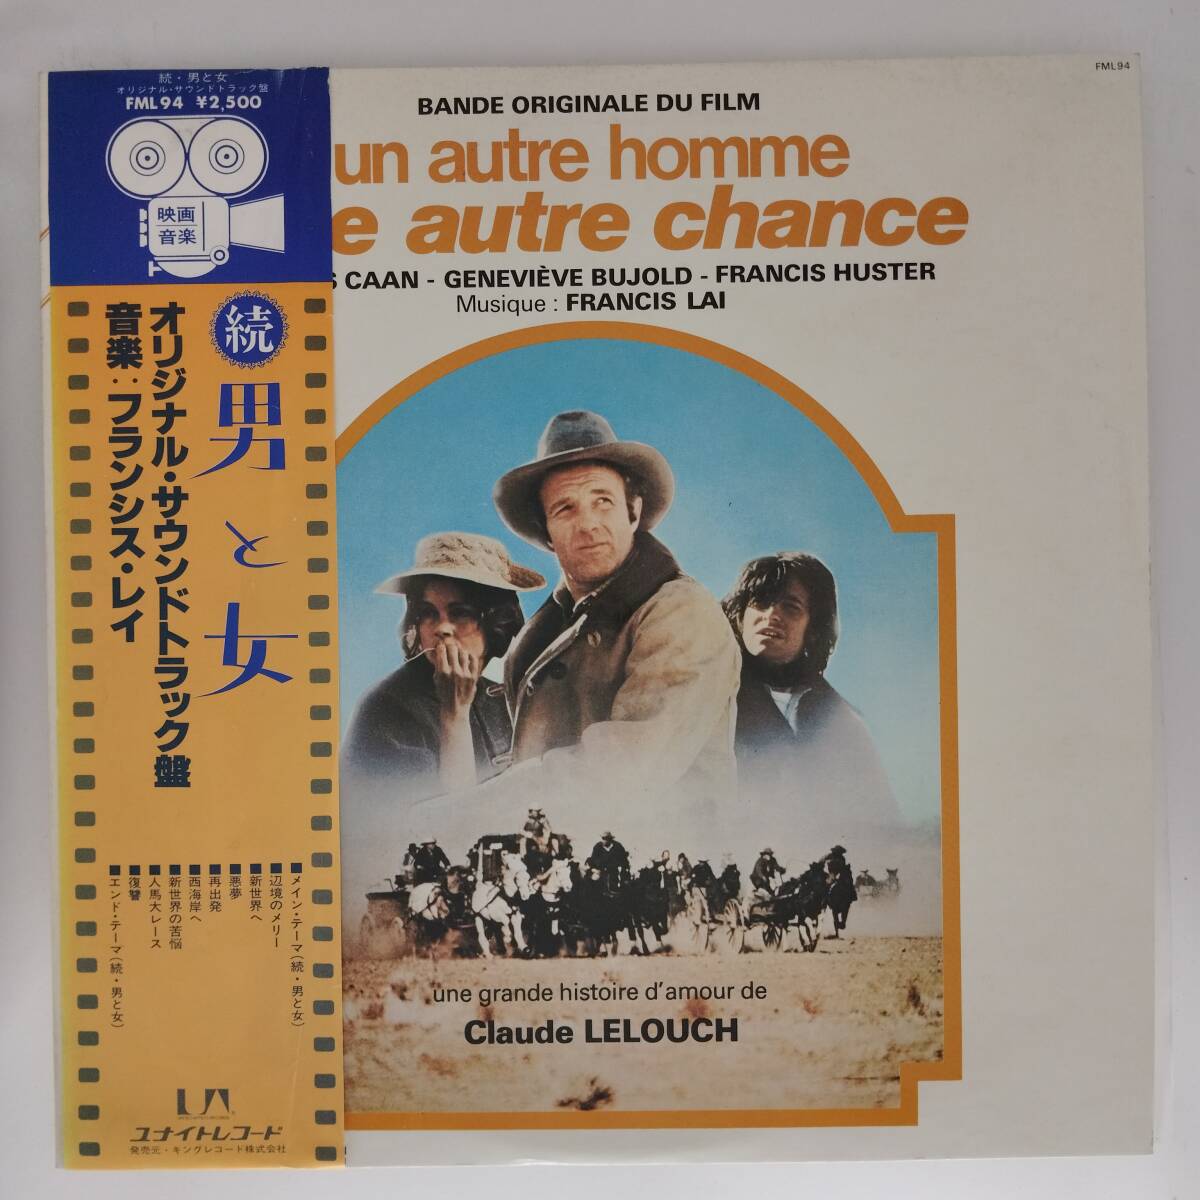 続・男と女
オリジナル・サウンドトラック盤
FML94 ¥2,500
映画
音楽
続
男と女
オリジナル・サウンドトラック盤
音楽:フランシス・レイ
■メイン・テーマ(続・男と女)
■辺境のメリー
■新世界へ
■悪夢
■再出発
■西海岸へ
■新世界の苦悩
■人馬大レース
■復讐
■エンド・テーマ(続・男と女)
UA
ユナイトレコード
発売元・キングレコード株式会社
FML94
BANDE ORIGINALE DU FILM
un autre homme
e autre chance
S CAAN - GENEVIÈVE BUJOLD - FRANCIS HUSTER
Musique : FRANCIS LAI
une grande histoire d'amour de
Claude LELOUCH